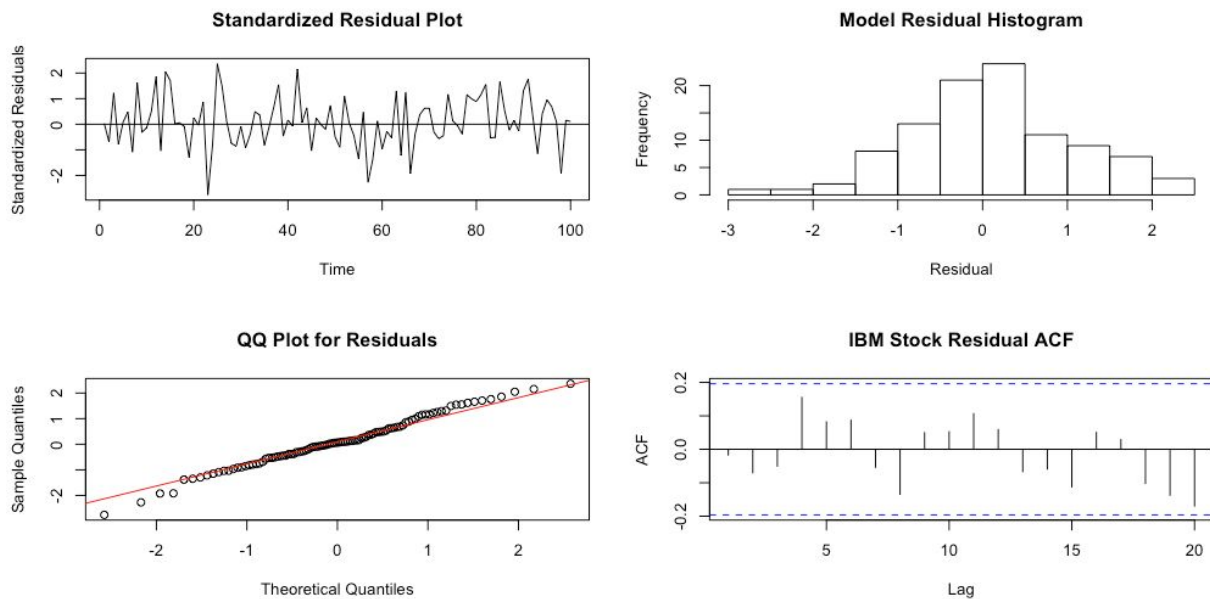 Standardized Residual Plot
Standardized Residuals
2
1
0
-2
0 20 40 60 80 100
Time
Model Residual Histogram
Frequency
20
10
5
0
-3 -2 -1 0 1 2
Residual
QQ Plot for Residuals
Sample Quantiles
2
1
0
-2
-2 -1 0 1 2
Theoretical Quantiles
IBM Stock Residual ACF
ACF
0.2
0.0
-0.2
5 10 15 20
Lag